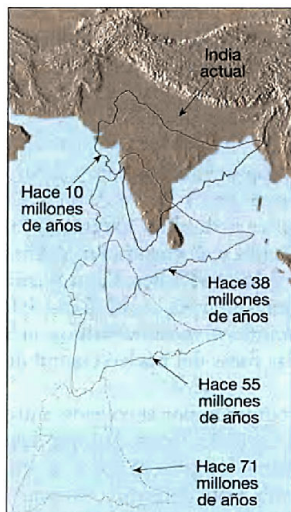 India
actual
Hace 10
millones
de años
Hace 38
millones
de años
Hace 55
millones
de años
Hace 71
millones
de años